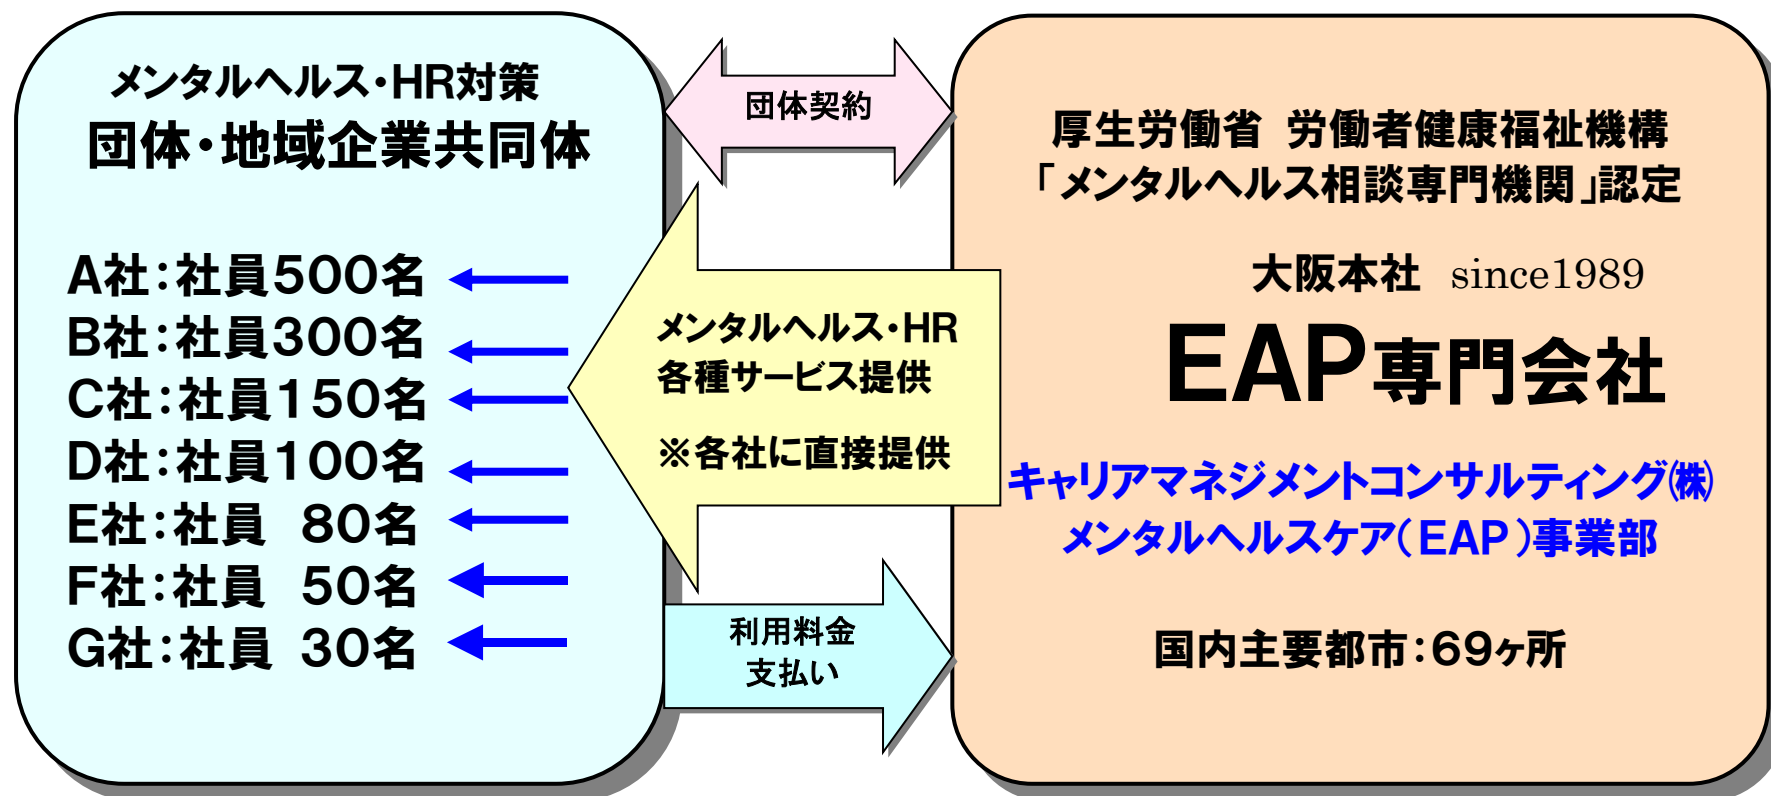 メンタルヘルス・HR対策
団体・地域企業共同体
A社：社員500名
B社：社員300名
C社：社員150名
D社：社員100名
E社：社員　80名
F社：社員　50名
G社：社員　30名
団体契約
メンタルヘルス・HR
各種サービス提供
※各社に直接提供
利用料金
支払い
厚生労働省 労働者健康福祉機構
「メンタルヘルス相談専門機関」認定
大阪本社 since1989
EAP専門会社
キャリアマネジメントコンサルティング㈱
メンタルヘルスケア（EAP）事業部
国内主要都市：69ヶ所